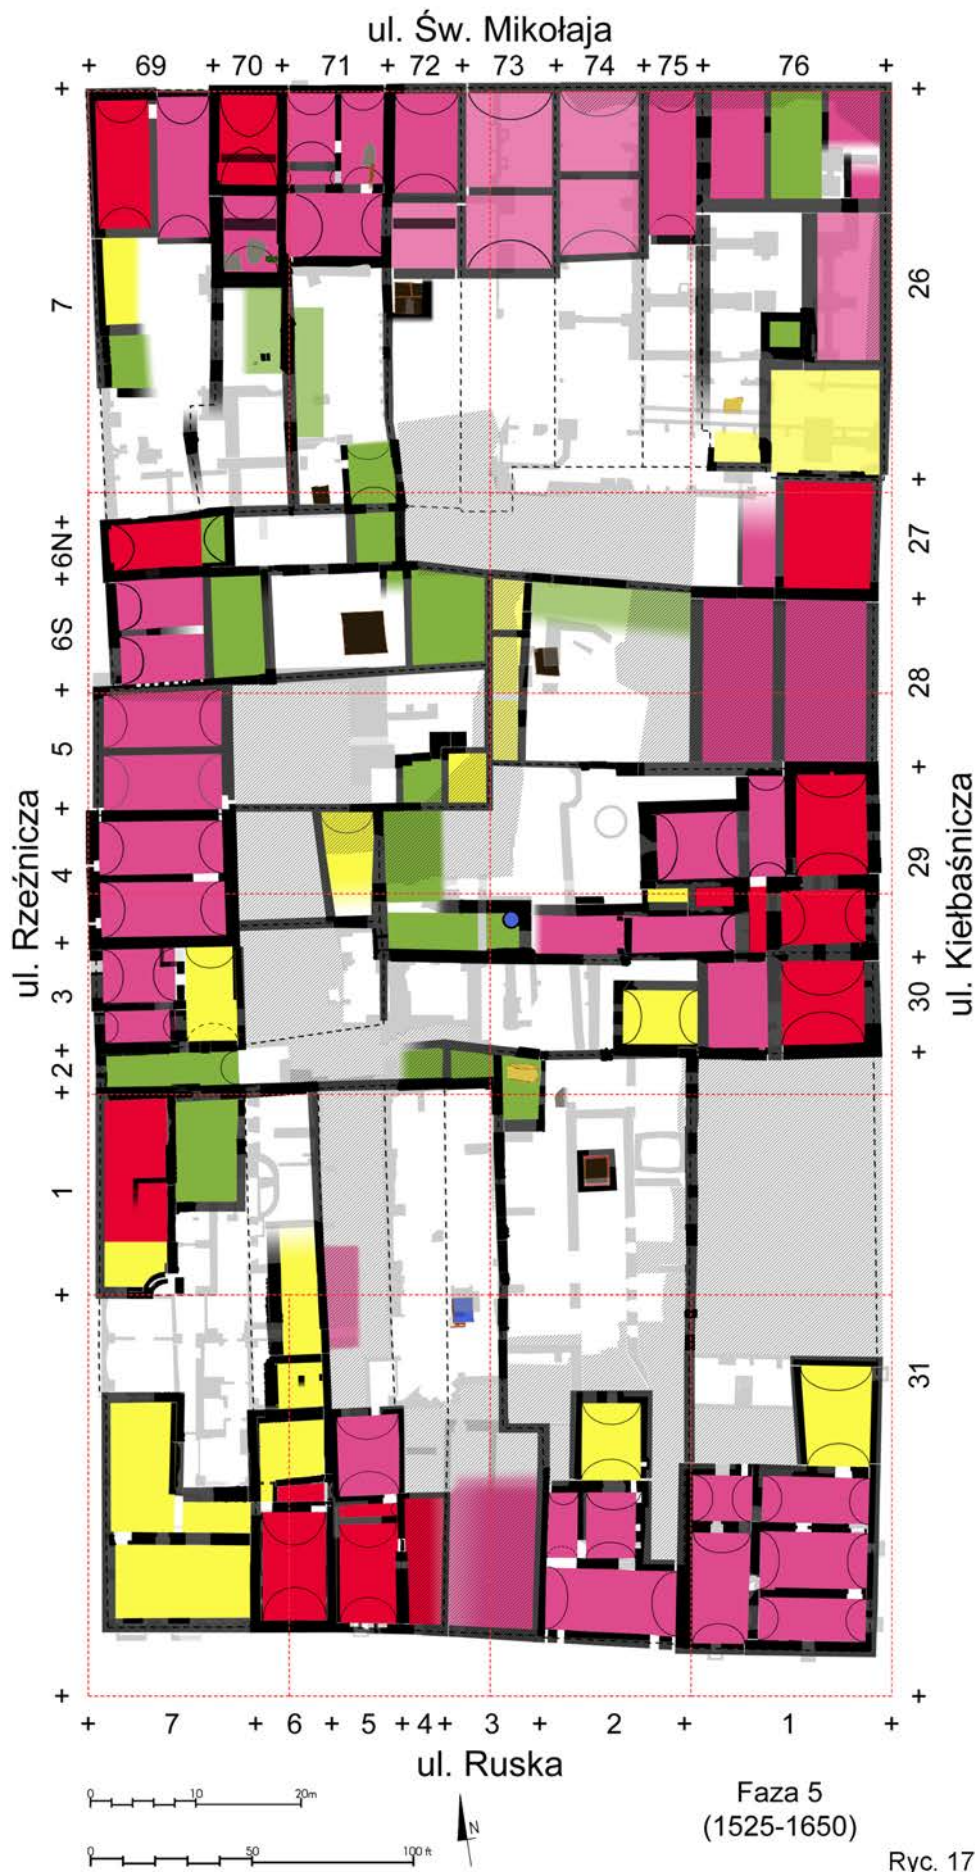 ul. Św. Mikołaja
+ 69 + 70 + 71 + 72 + 73 + 74 + 75 + 76 +
+
7
+6N+
6S
+
5
+
4
+
3
2+
+
1
+
+
ul. Rzeźnicza
+
26
+
27
+
28
+
29
+
30
+
31
+
ul. Kiełbaśnicza
+ 7 + 6 + 5 + 4 + 3 + 2 + 1 +
ul. Ruska
0 10 20m
0 50 100 ft
N
Faza 5
(1525-1650)
Ryc. 17